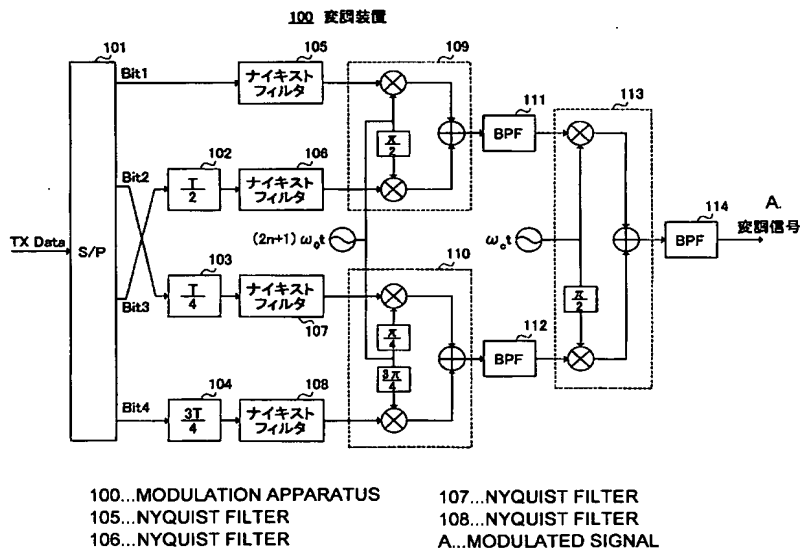 100 変調装置
101
Bit1
105
ナイキスト
フィルタ
109
π/2
111
BPF
113
Bit2
102
T/2
106
ナイキスト
フィルタ
TX Data
S/P
(2n+1) ω₀t
ω_c t
114
BPF
A.
変調信号
Bit3
103
T/4
ナイキスト
フィルタ
107
110
π/4
3π/4
112
BPF
π/2
Bit4
104
3T/4
108
ナイキスト
フィルタ
100...MODULATION APPARATUS
105...NYQUIST FILTER
106...NYQUIST FILTER
107...NYQUIST FILTER
108...NYQUIST FILTER
A...MODULATED SIGNAL